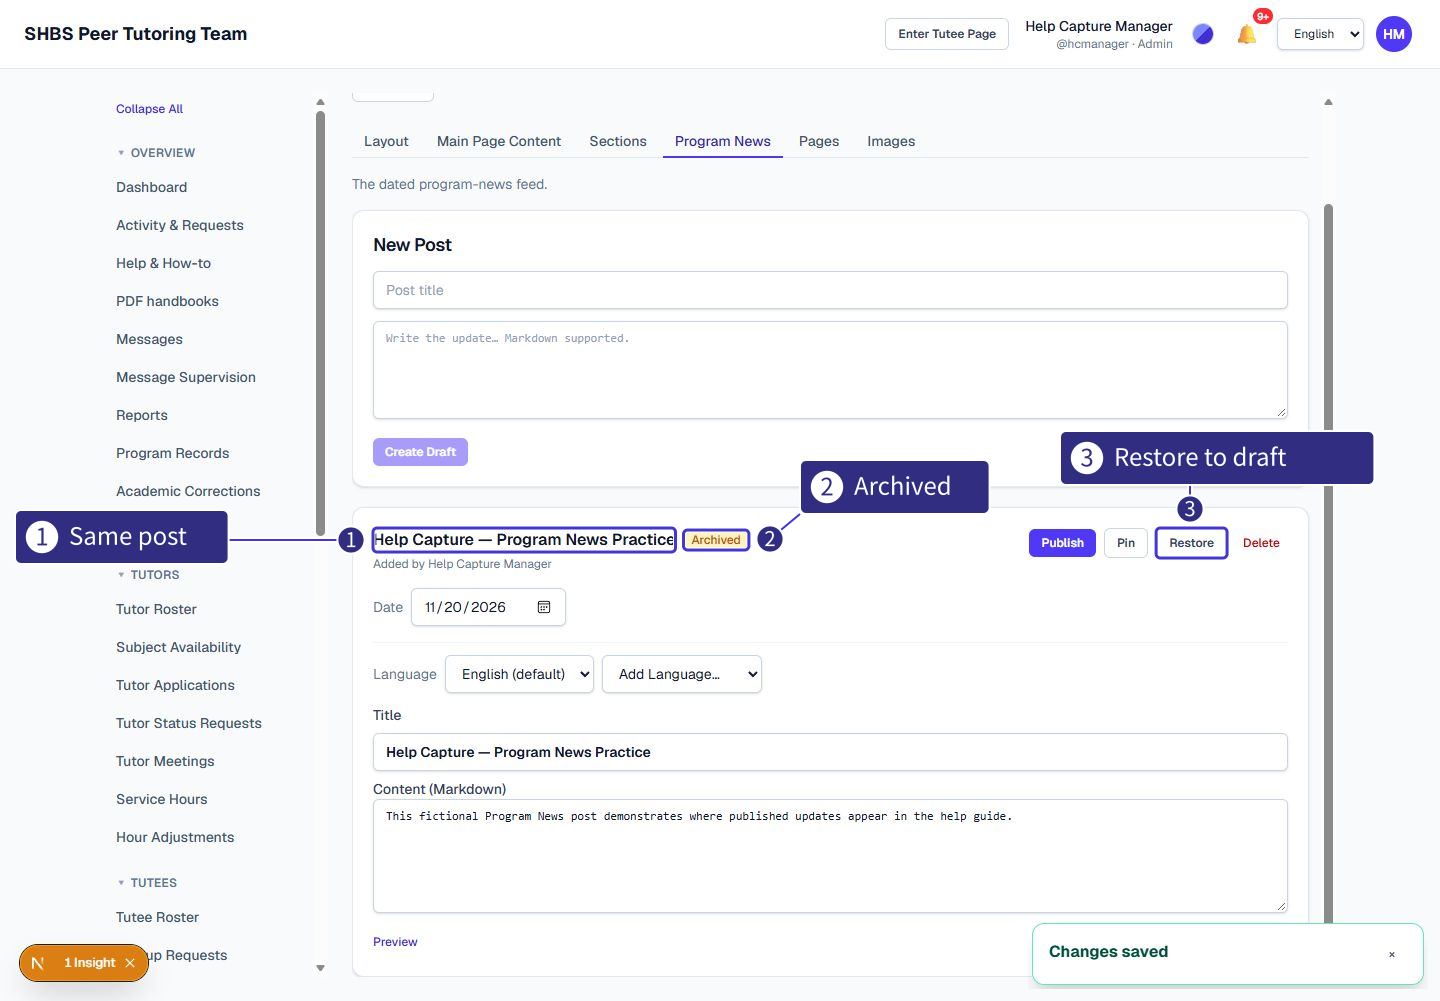 SHBS Peer Tutoring Team
Enter Tutee Page
Help Capture Manager
@hcmanager · Admin
9+
English
HM
Collapse All
OVERVIEW
Dashboard
Activity & Requests
Help & How-to
PDF handbooks
Messages
Message Supervision
Reports
Program Records
Academic Corrections
TUTORS
Tutor Roster
Subject Availability
Tutor Applications
Tutor Status Requests
Tutor Meetings
Service Hours
Hour Adjustments
TUTEES
Tutee Roster
up Requests
N 1 Insight ×
Layout Main Page Content Sections Program News Pages Images
The dated program-news feed.
New Post
Post title
Write the update… Markdown supported.
Create Draft
1 Same post
2 Archived
3 Restore to draft
1 Help Capture — Program News Practice Archived 2
3
Publish Pin Restore Delete
Added by Help Capture Manager
Date 11/20/2026
Language English (default) Add Language…
Title
Help Capture — Program News Practice
Content (Markdown)
This fictional Program News post demonstrates where published updates appear in the help guide.
Preview
Changes saved ×